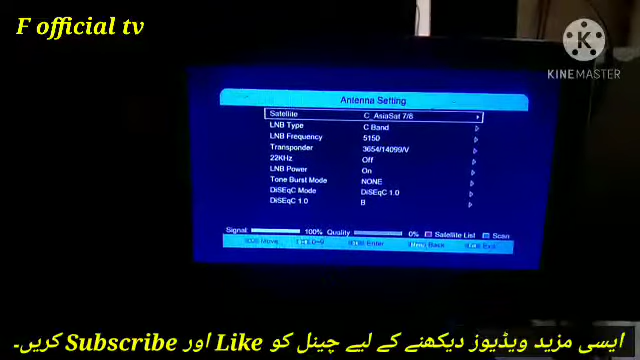 F official tv
KINEMASTER
Antenna Setting
Satellite C_AsiaSat 7/6
LNB Type C Band
LNB Frequency 5150
Transponder 3654/14099/V
22KHz Off
LNB Power On
Tone Burst Mode NONE
DiSEqC Mode DiSEqC 1.0
DiSEqC 1.0 B
Signal 100% Quality 0% Satellite List Scan
Move Enter Menu Back Exit
ایسی مزید ویڈیوز دیکھنے کے لیے چینل کو Like اور Subscribe کریں۔